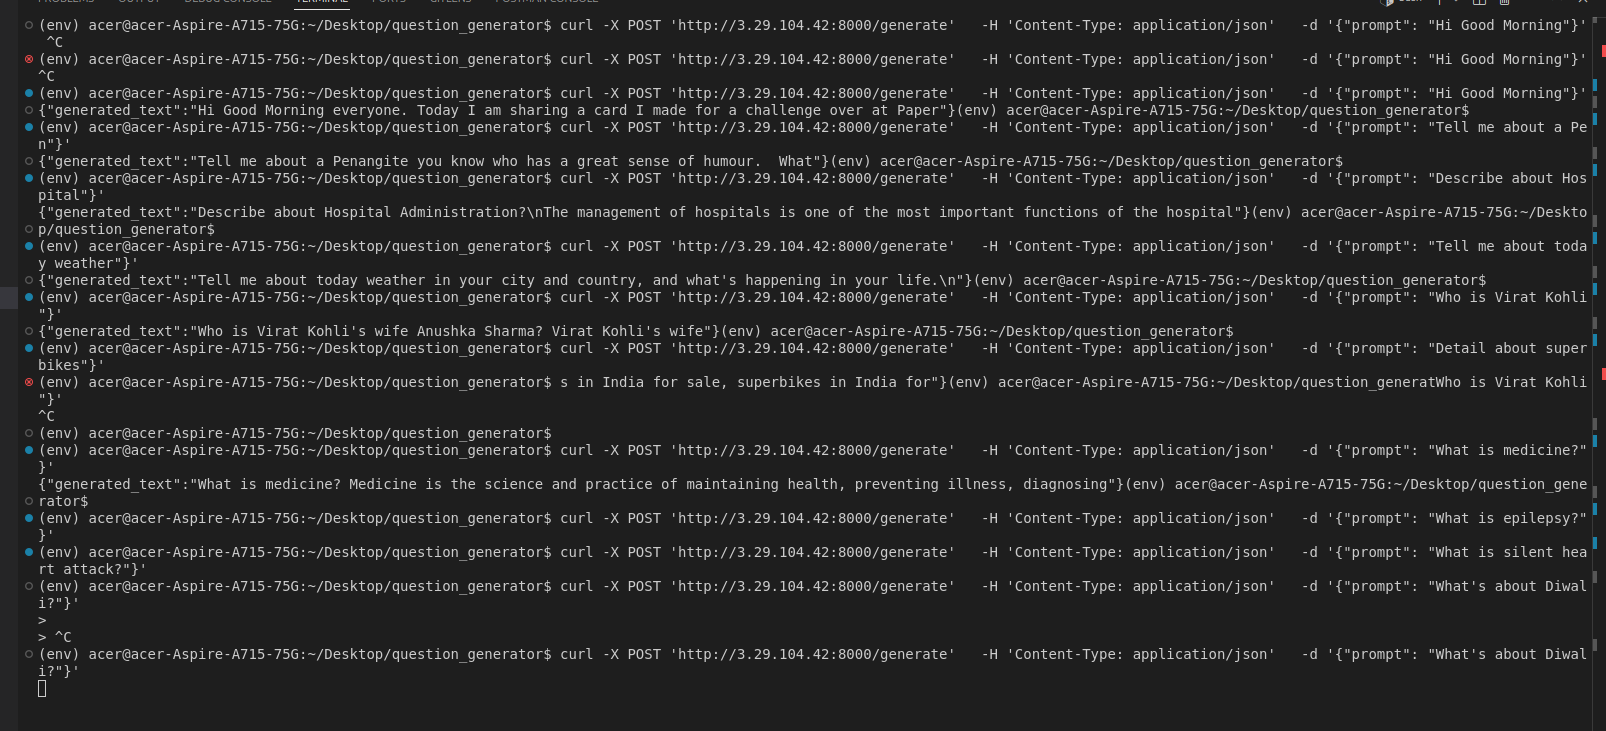 PROBLEMS OUTPUT DEBUG CONSOLE TERMINAL PORTS GITLENS POSTMAN CONSOLE
(env) acer@acer-Aspire-A715-75G:~/Desktop/question_generator$ curl -X POST 'http://3.29.104.42:8000/generate'   -H 'Content-Type: application/json'   -d '{"prompt": "Hi Good Morning"}'
 ^C
(env) acer@acer-Aspire-A715-75G:~/Desktop/question_generator$ curl -X POST 'http://3.29.104.42:8000/generate'   -H 'Content-Type: application/json'   -d '{"prompt": "Hi Good Morning"}'
^C
(env) acer@acer-Aspire-A715-75G:~/Desktop/question_generator$ curl -X POST 'http://3.29.104.42:8000/generate'   -H 'Content-Type: application/json'   -d '{"prompt": "Hi Good Morning"}'
{"generated_text":"Hi Good Morning everyone. Today I am sharing a card I made for a challenge over at Paper"}(env) acer@acer-Aspire-A715-75G:~/Desktop/question_generator$
(env) acer@acer-Aspire-A715-75G:~/Desktop/question_generator$ curl -X POST 'http://3.29.104.42:8000/generate'   -H 'Content-Type: application/json'   -d '{"prompt": "Tell me about a Pe
n"}'
{"generated_text":"Tell me about a Penangite you know who has a great sense of humour.  What"}(env) acer@acer-Aspire-A715-75G:~/Desktop/question_generator$
(env) acer@acer-Aspire-A715-75G:~/Desktop/question_generator$ curl -X POST 'http://3.29.104.42:8000/generate'   -H 'Content-Type: application/json'   -d '{"prompt": "Describe about Hos
pital"}'
{"generated_text":"Describe about Hospital Administration?\nThe management of hospitals is one of the most important functions of the hospital"}(env) acer@acer-Aspire-A715-75G:~/Deskto
p/question_generator$
(env) acer@acer-Aspire-A715-75G:~/Desktop/question_generator$ curl -X POST 'http://3.29.104.42:8000/generate'   -H 'Content-Type: application/json'   -d '{"prompt": "Tell me about toda
y weather"}'
{"generated_text":"Tell me about today weather in your city and country, and what's happening in your life.\n"}(env) acer@acer-Aspire-A715-75G:~/Desktop/question_generator$
(env) acer@acer-Aspire-A715-75G:~/Desktop/question_generator$ curl -X POST 'http://3.29.104.42:8000/generate'   -H 'Content-Type: application/json'   -d '{"prompt": "Who is Virat Kohli
"}'
{"generated_text":"Who is Virat Kohli's wife Anushka Sharma? Virat Kohli's wife"}(env) acer@acer-Aspire-A715-75G:~/Desktop/question_generator$
(env) acer@acer-Aspire-A715-75G:~/Desktop/question_generator$ curl -X POST 'http://3.29.104.42:8000/generate'   -H 'Content-Type: application/json'   -d '{"prompt": "Detail about super
bikes"}'
(env) acer@acer-Aspire-A715-75G:~/Desktop/question_generator$ s in India for sale, superbikes in India for"}(env) acer@acer-Aspire-A715-75G:~/Desktop/question_generatWho is Virat Kohli
"}'
^C
(env) acer@acer-Aspire-A715-75G:~/Desktop/question_generator$
(env) acer@acer-Aspire-A715-75G:~/Desktop/question_generator$ curl -X POST 'http://3.29.104.42:8000/generate'   -H 'Content-Type: application/json'   -d '{"prompt": "What is medicine?"
}'
{"generated_text":"What is medicine? Medicine is the science and practice of maintaining health, preventing illness, diagnosing"}(env) acer@acer-Aspire-A715-75G:~/Desktop/question_gene
rator$
(env) acer@acer-Aspire-A715-75G:~/Desktop/question_generator$ curl -X POST 'http://3.29.104.42:8000/generate'   -H 'Content-Type: application/json'   -d '{"prompt": "What is epilepsy?"
}'
(env) acer@acer-Aspire-A715-75G:~/Desktop/question_generator$ curl -X POST 'http://3.29.104.42:8000/generate'   -H 'Content-Type: application/json'   -d '{"prompt": "What is silent hea
rt attack?"}'
(env) acer@acer-Aspire-A715-75G:~/Desktop/question_generator$ curl -X POST 'http://3.29.104.42:8000/generate'   -H 'Content-Type: application/json'   -d '{"prompt": "What's about Diwal
i?"}'
>
> ^C
(env) acer@acer-Aspire-A715-75G:~/Desktop/question_generator$ curl -X POST 'http://3.29.104.42:8000/generate'   -H 'Content-Type: application/json'   -d '{"prompt": "What's about Diwal
i?"}'